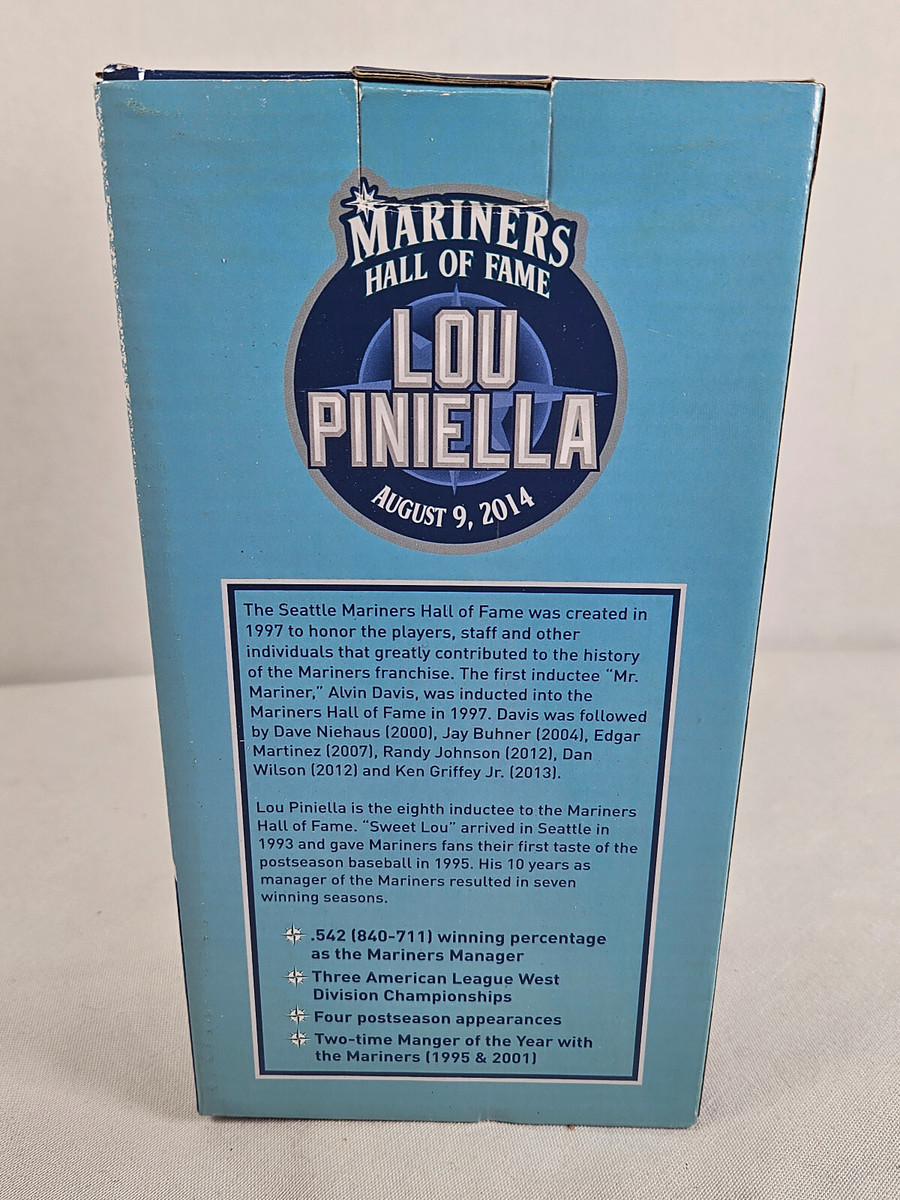 MARINERS
HALL OF FAME
LOU
PINIELLA
AUGUST 9, 2014
The Seattle Mariners Hall of Fame was created in
1997 to honor the players, staff and other
individuals that greatly contributed to the history
of the Mariners franchise. The first inductee “Mr.
Mariner,” Alvin Davis, was inducted into the
Mariners Hall of Fame in 1997. Davis was followed
by Dave Niehaus (2000), Jay Buhner (2004), Edgar
Martinez (2007), Randy Johnson (2012), Dan
Wilson (2012) and Ken Griffey Jr. (2013).
Lou Piniella is the eighth inductee to the Mariners
Hall of Fame. “Sweet Lou” arrived in Seattle in
1993 and gave Mariners fans their first taste of the
postseason baseball in 1995. His 10 years as
manager of the Mariners resulted in seven
winning seasons.
.542 (840-711) winning percentage
as the Mariners Manager
Three American League West
Division Championships
Four postseason appearances
Two-time Manger of the Year with
the Mariners (1995 & 2001)